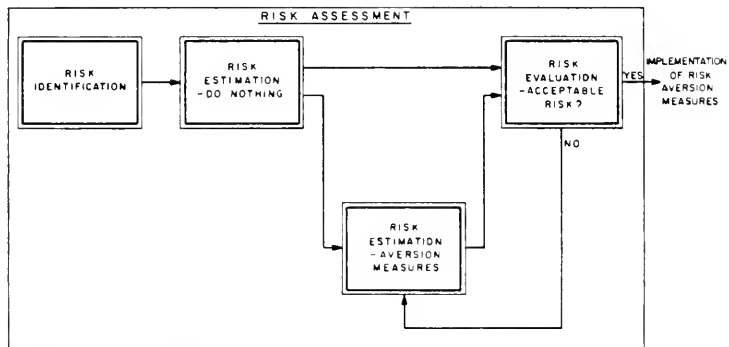 RISK ASSESSMENT
RISK
IDENTIFICATION
RISK
ESTIMATION
-DO NOTHING
RISK
EVALUATION
-ACCEPTABLE
RISK?
YES
IMPLEMENTATION
OF RISK
AVERSION
MEASURES
NO
RISK
ESTIMATION
-AVERSION
MEASURES